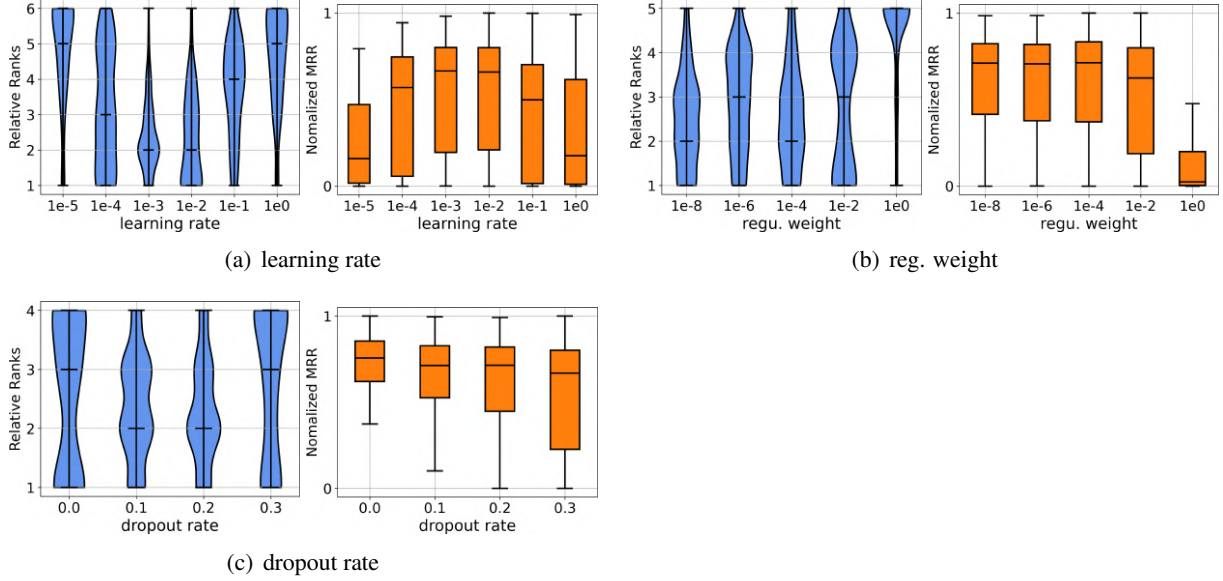 6
5
4
3
2
1
Relative Ranks
1e-5 1e-4 1e-3 1e-2 1e-1 1e0
learning rate
1
0
Nomalized MRR
1e-5 1e-4 1e-3 1e-2 1e-1 1e0
learning rate
(a) learning rate
5
4
3
2
1
Relative Ranks
1e-8 1e-6 1e-4 1e-2 1e0
regu. weight
1
0
Nomalized MRR
1e-8 1e-6 1e-4 1e-2 1e0
regu. weight
(b) reg. weight
4
3
2
1
Relative Ranks
0.0 0.1 0.2 0.3
dropout rate
1
0
Nomalized MRR
0.0 0.1 0.2 0.3
dropout rate
(c) dropout rate